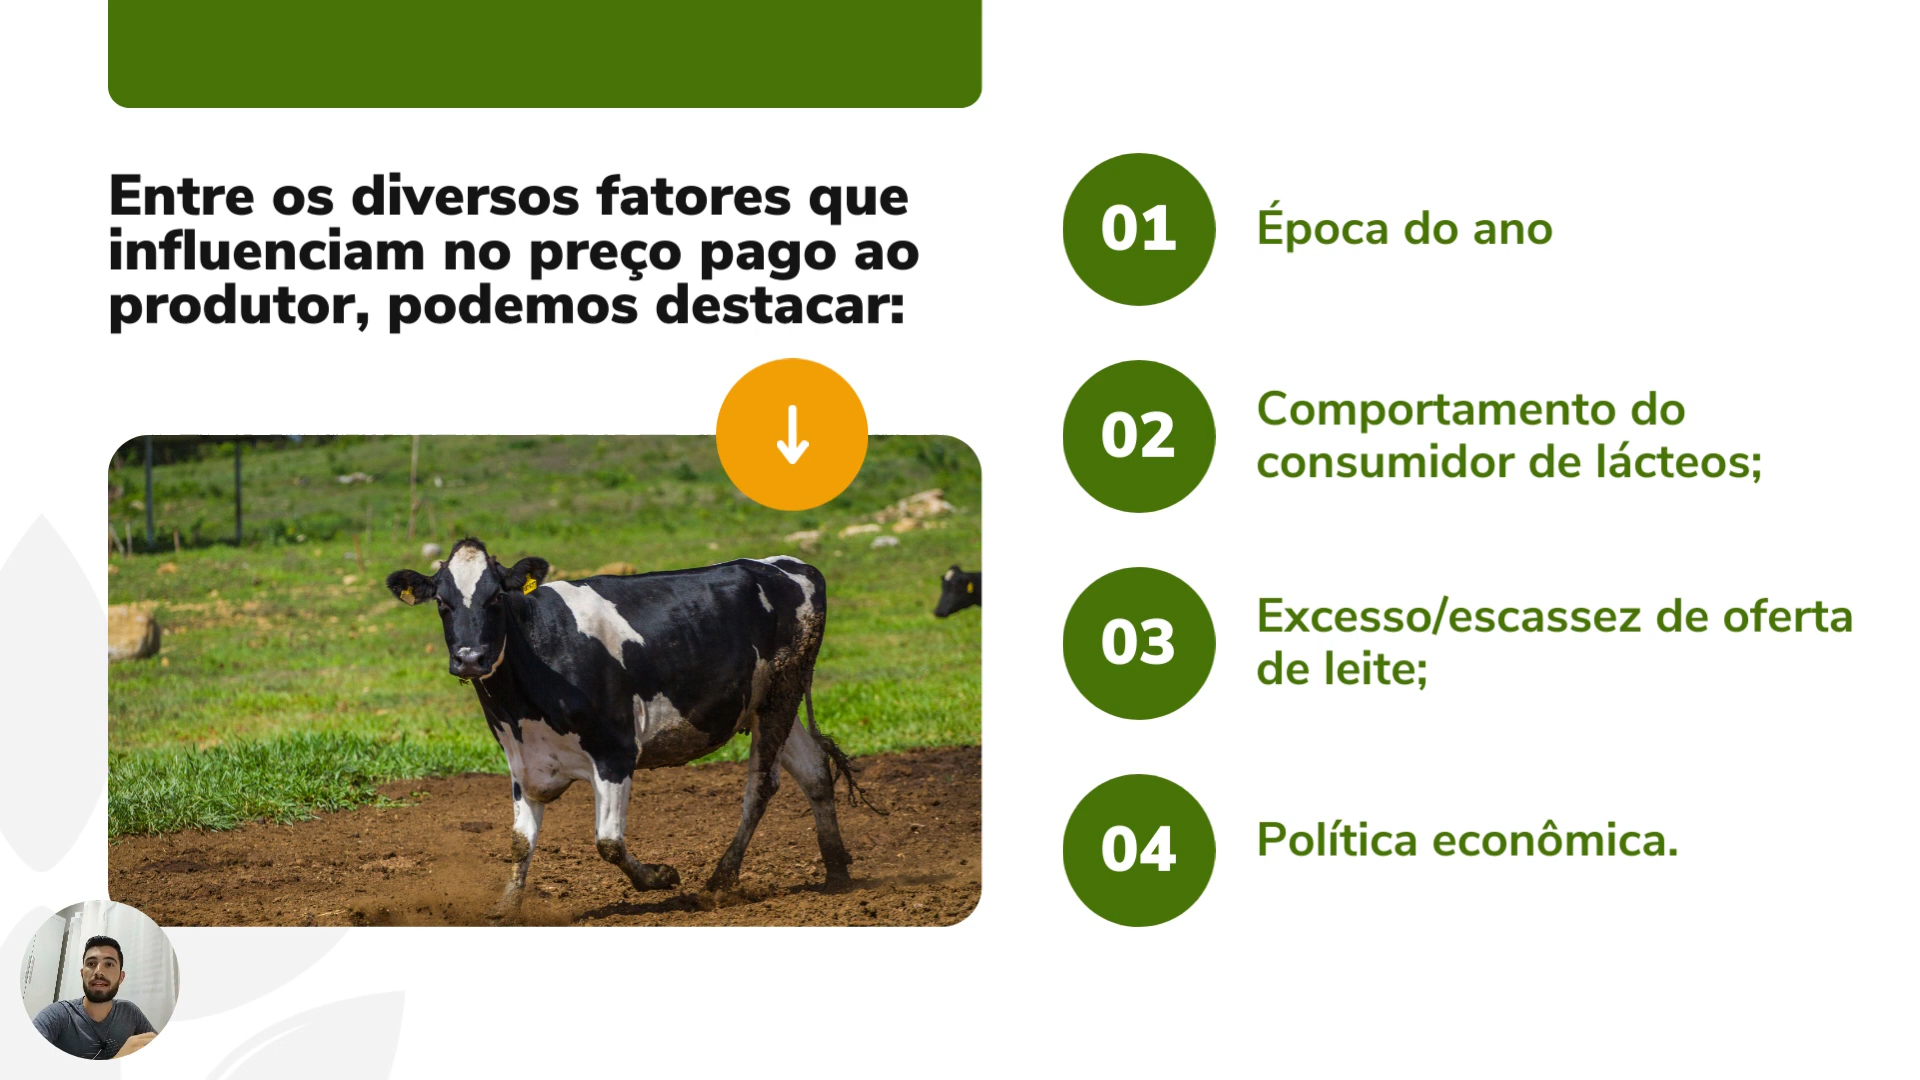 Entre os diversos fatores que
influenciam no preço pago ao
produtor, podemos destacar:
01
Época do ano
02
Comportamento do
consumidor de lácteos;
03
Excesso/escassez de oferta
de leite;
04
Política econômica.